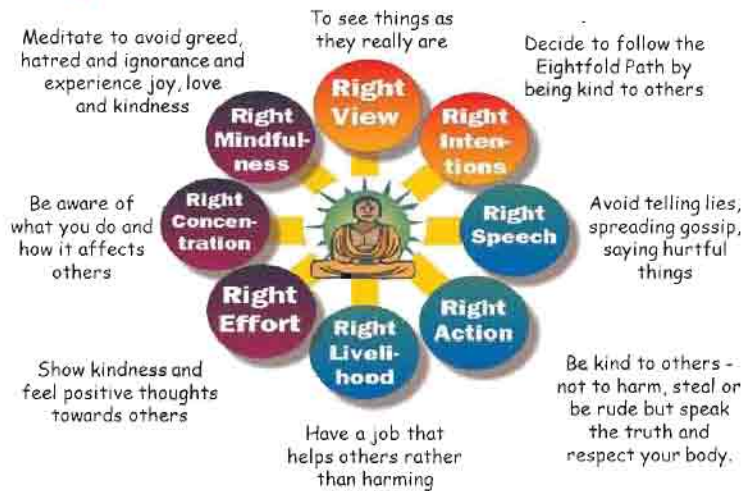 To see things as
they really are
Right
View
Decide to follow the
Eightfold Path by
being kind to others
Right
Inten-
tions
Avoid telling lies,
spreading gossip,
saying hurtful
things
Right
Speech
Be kind to others -
not to harm, steal or
be rude but speak
the truth and
respect your body.
Right
Action
Have a job that
helps others rather
than harming
Right
Liveli-
hood
Show kindness and
feel positive thoughts
towards others
Right
Effort
Be aware of
what you do and
how it affects
others
Right
Concen-
tration
Meditate to avoid greed,
hatred and ignorance and
experience joy, love
and kindness
Right
Mindful-
ness